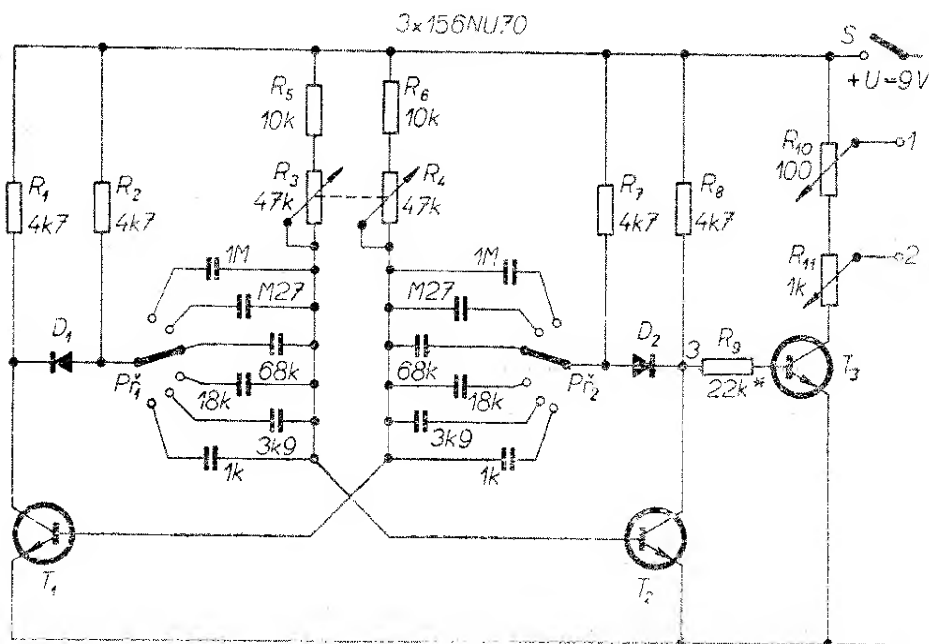 3×156NU70
S
+U=9V
R5
10k
R6
10k
R10
100
1
R3
47k
R4
47k
R1
4k7
R2
4k7
R7
4k7
R8
4k7
R11
1k
2
1M
1M
M27
M27
D1
D2
3
R9
22k*
T3
Př1
68k
68k
Př2
18k
18k
3k9
3k9
1k
1k
T1
T2